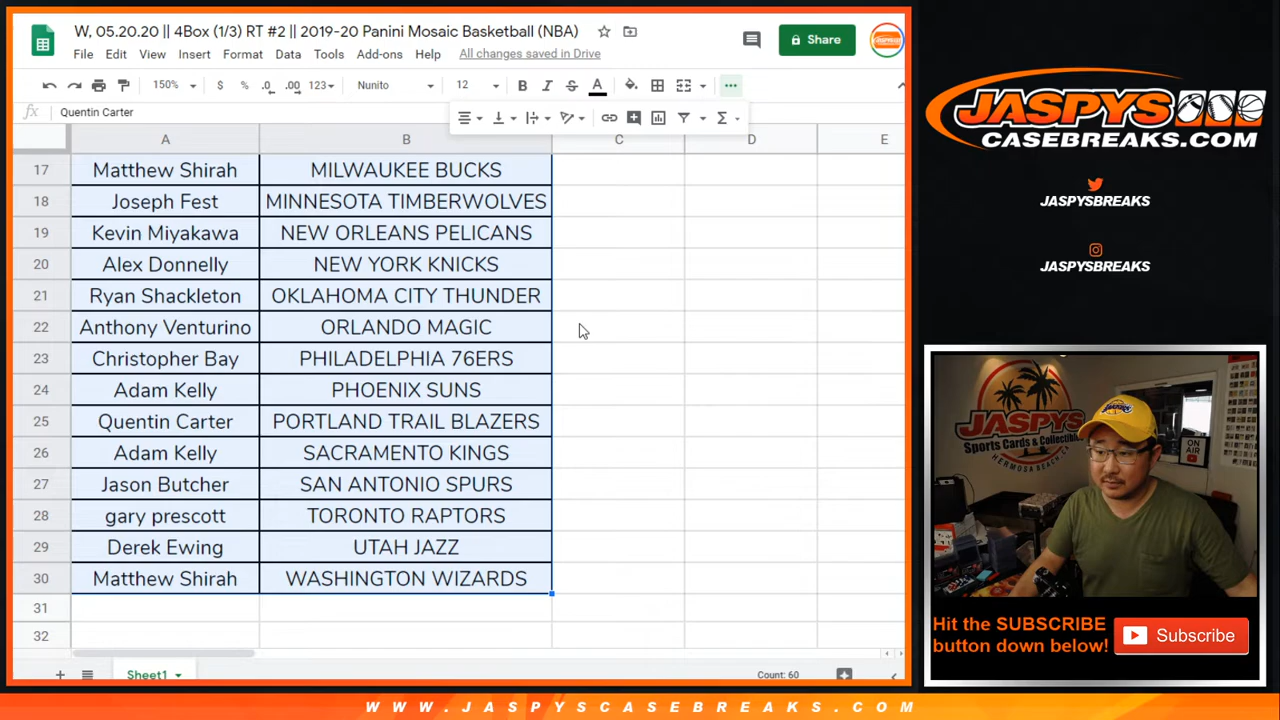 W, 05.20.20 || 4Box (1/3) RT #2 || 2019-20 Panini Mosaic Basketball (NBA)
File Edit View Insert Format Data Tools Add-ons Help All changes saved in Drive
Share
150% $ % .0 .00 123 Nunito 12 B I S A
fx Quentin Carter
A B C D E
17 Matthew Shirah MILWAUKEE BUCKS
18 Joseph Fest MINNESOTA TIMBERWOLVES
19 Kevin Miyakawa NEW ORLEANS PELICANS
20 Alex Donnelly NEW YORK KNICKS
21 Ryan Shackleton OKLAHOMA CITY THUNDER
22 Anthony Venturino ORLANDO MAGIC
23 Christopher Bay PHILADELPHIA 76ERS
24 Adam Kelly PHOENIX SUNS
25 Quentin Carter PORTLAND TRAIL BLAZERS
26 Adam Kelly SACRAMENTO KINGS
27 Jason Butcher SAN ANTONIO SPURS
28 gary prescott TORONTO RAPTORS
29 Derek Ewing UTAH JAZZ
30 Matthew Shirah WASHINGTON WIZARDS
31
32
Sheet1 Count: 60
JASPYS
CASEBREAKS.COM
JASPYSBREAKS
JASPYSBREAKS
JASPYS
Sports Cards & Collectibles
HERMOSA BEACH, CA
ON AIR
Hit the SUBSCRIBE
button down below!
Subscribe
WWW.JASPYSCASEBREAKS.COM